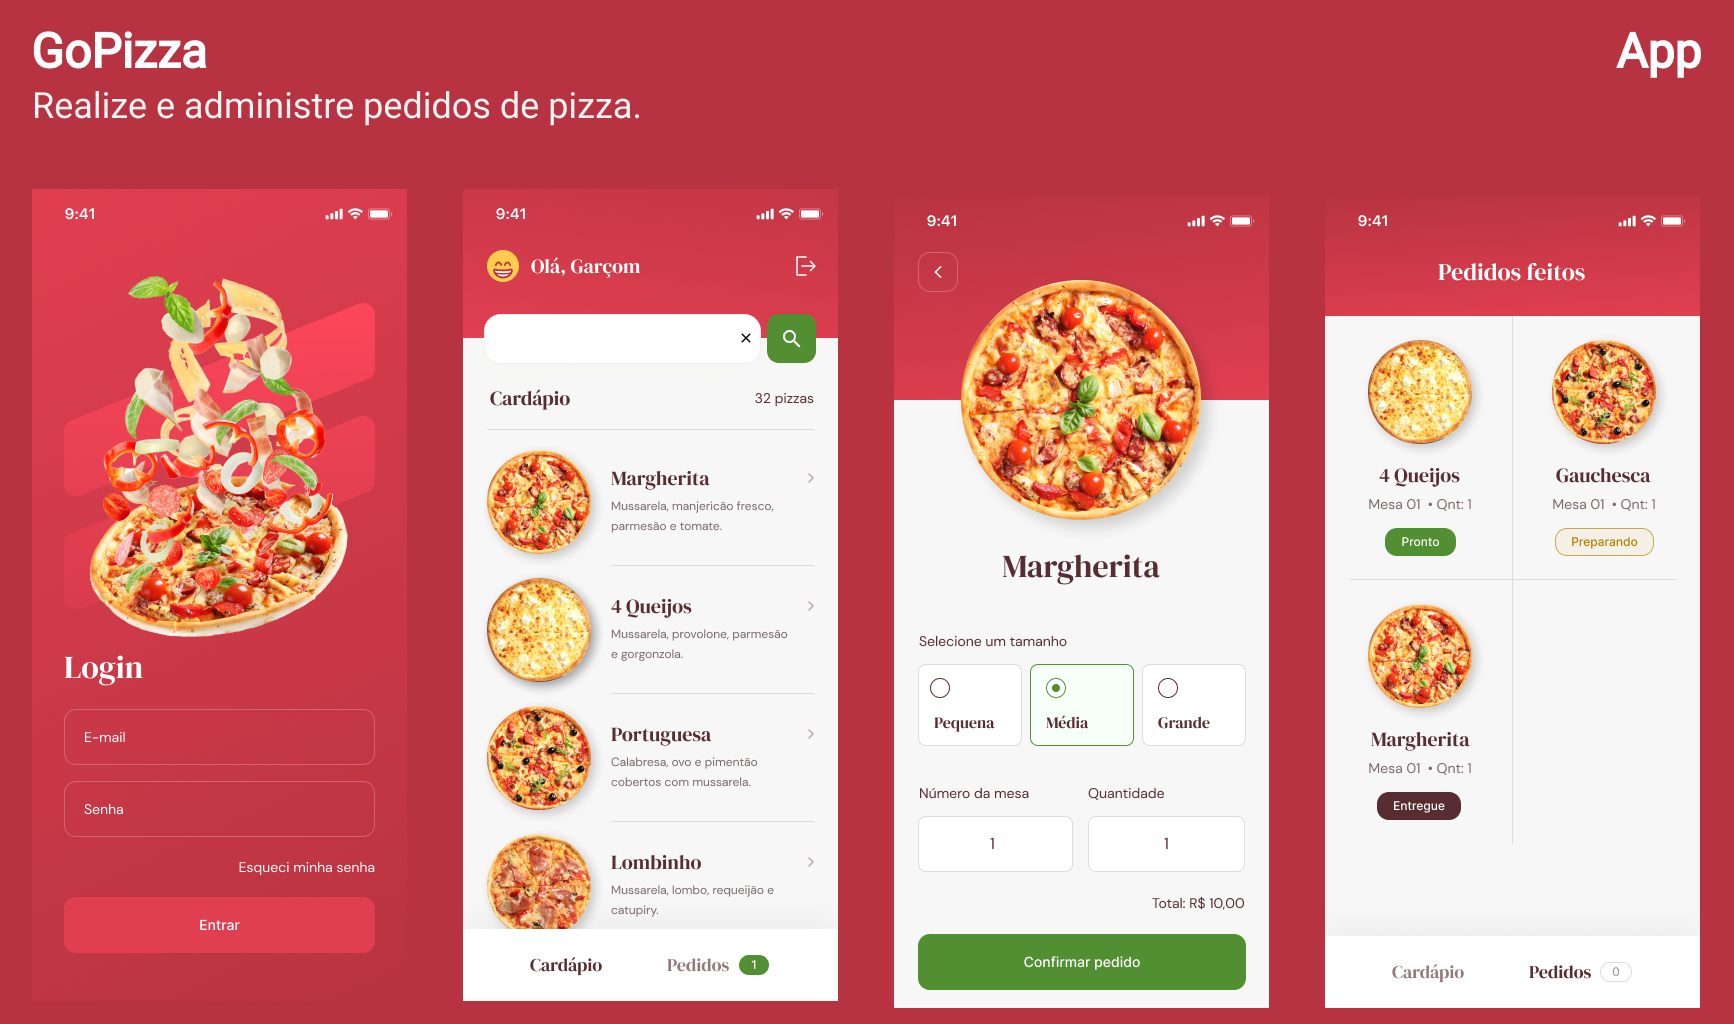 GoPizza
App
Realize e administre pedidos de pizza.
9:41
Login
E-mail
Senha
Esqueci minha senha
Entrar
9:41
Olá, Garçom
Cardápio
32 pizzas
Margherita
Mussarela, manjericão fresco,
parmesão e tomate.
4 Queijos
Mussarela, provolone, parmesão
e gorgonzola.
Portuguesa
Calabresa, ovo e pimentão
cobertos com mussarela.
Lombinho
Mussarela, lombo, requeijão e
catupiry.
Cardápio
Pedidos 1
9:41
Margherita
Selecione um tamanho
Pequena
Média
Grande
Número da mesa
Quantidade
1
1
Total: R$ 10,00
Confirmar pedido
9:41
Pedidos feitos
4 Queijos
Mesa 01 • Qnt: 1
Pronto
Gauchesca
Mesa 01 • Qnt: 1
Preparando
Margherita
Mesa 01 • Qnt: 1
Entregue
Cardápio
Pedidos 0